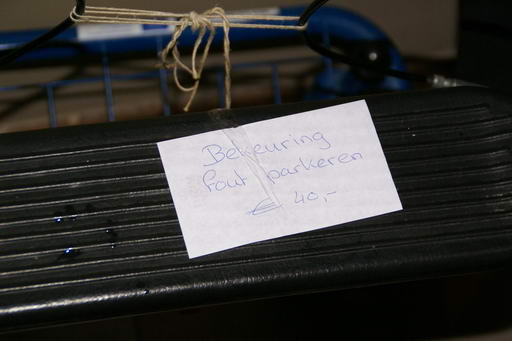 Bekeuring
fout parkeren
€ 40,-